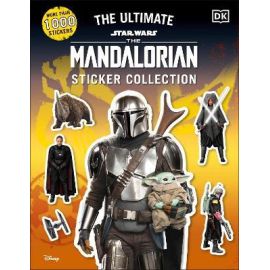 MORE THAN
1000
STICKERS
THE ULTIMATE
DK
STAR WARS
THE
MANDALORIAN
STICKER COLLECTION
Disney